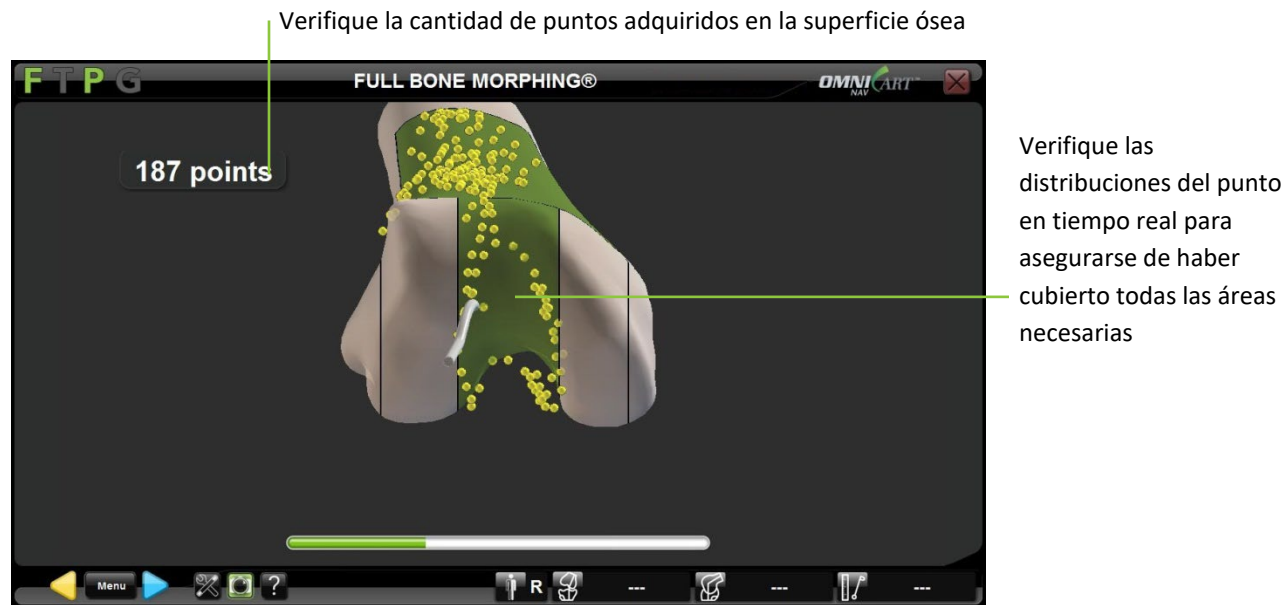 Verifique la cantidad de puntos adquiridos en la superficie ósea
F T P G
FULL BONE MORPHING®
OMNI NAV CART™
187 points
Verifique las
distribuciones del punto
en tiempo real para
asegurarse de haber
cubierto todas las áreas
necesarias
Menu
?
R
---
---
---